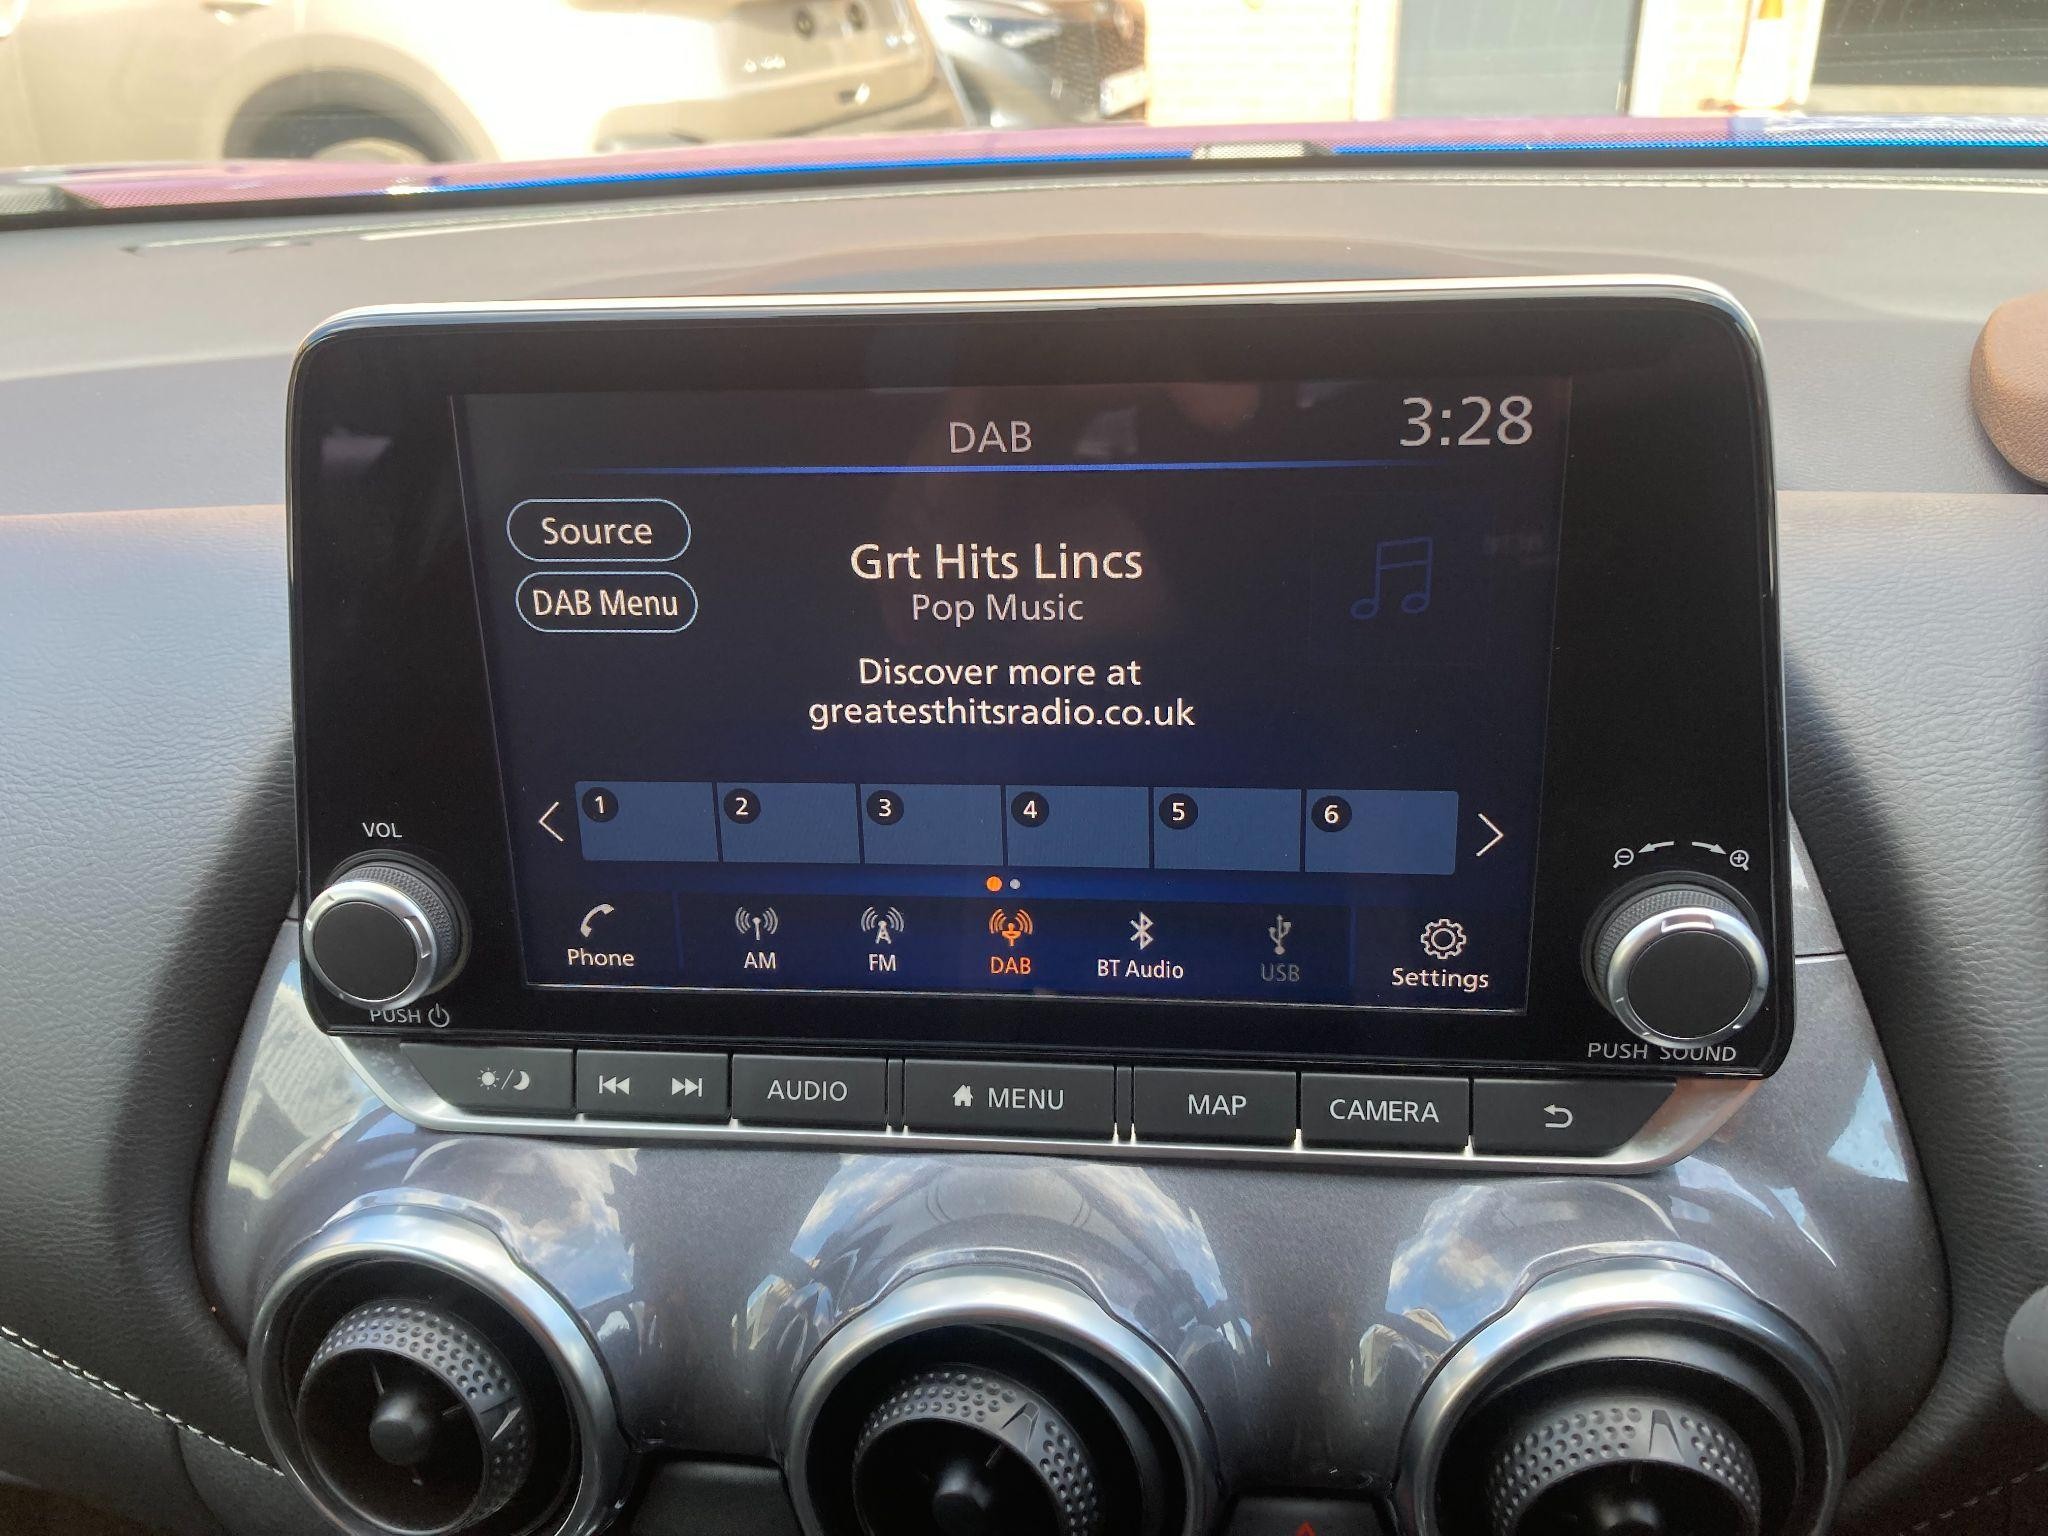 DAB
3:28
Source
DAB Menu
Grt Hits Lincs
Pop Music
Discover more at
greatesthitsradio.co.uk
1 2 3 4 5 6
Phone AM FM DAB BT Audio USB Settings
VOL
PUSH
PUSH SOUND
AUDIO MENU MAP CAMERA